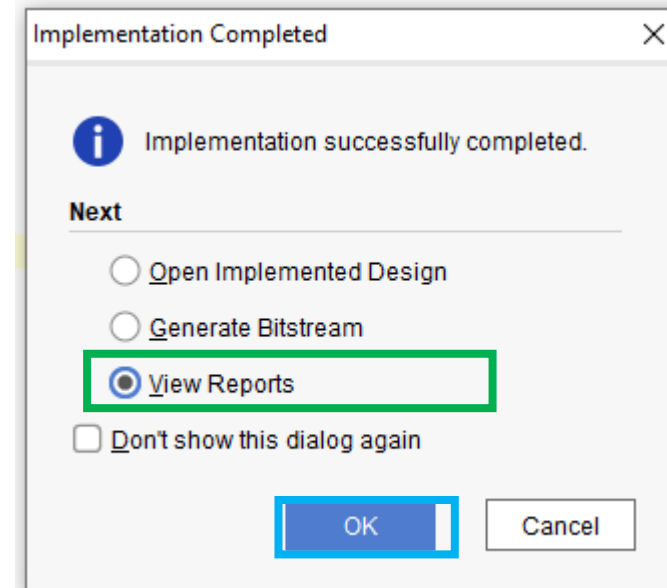 Implementation Completed
Implementation successfully completed.
Next
Open Implemented Design
Generate Bitstream
View Reports
Don't show this dialog again
OK Cancel